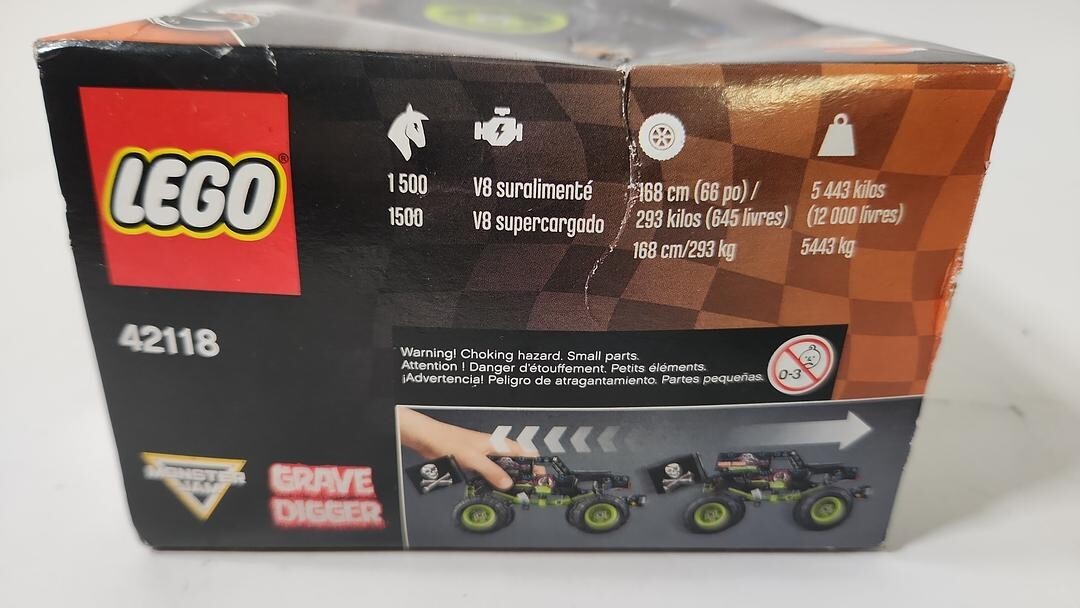 LEGO®
42118
1 500
1500
V8 suralimenté
V8 supercargado
168 cm (66 po) /
293 kilos (645 livres)
168 cm/293 kg
5 443 kilos
(12 000 livres)
5443 kg
Warning! Choking hazard. Small parts.
Attention ! Danger d'étouffement. Petits éléments.
¡Advertencia! Peligro de atragantamiento. Partes pequeñas.
0-3
MONSTER
JAM
GRAVE
DIGGER